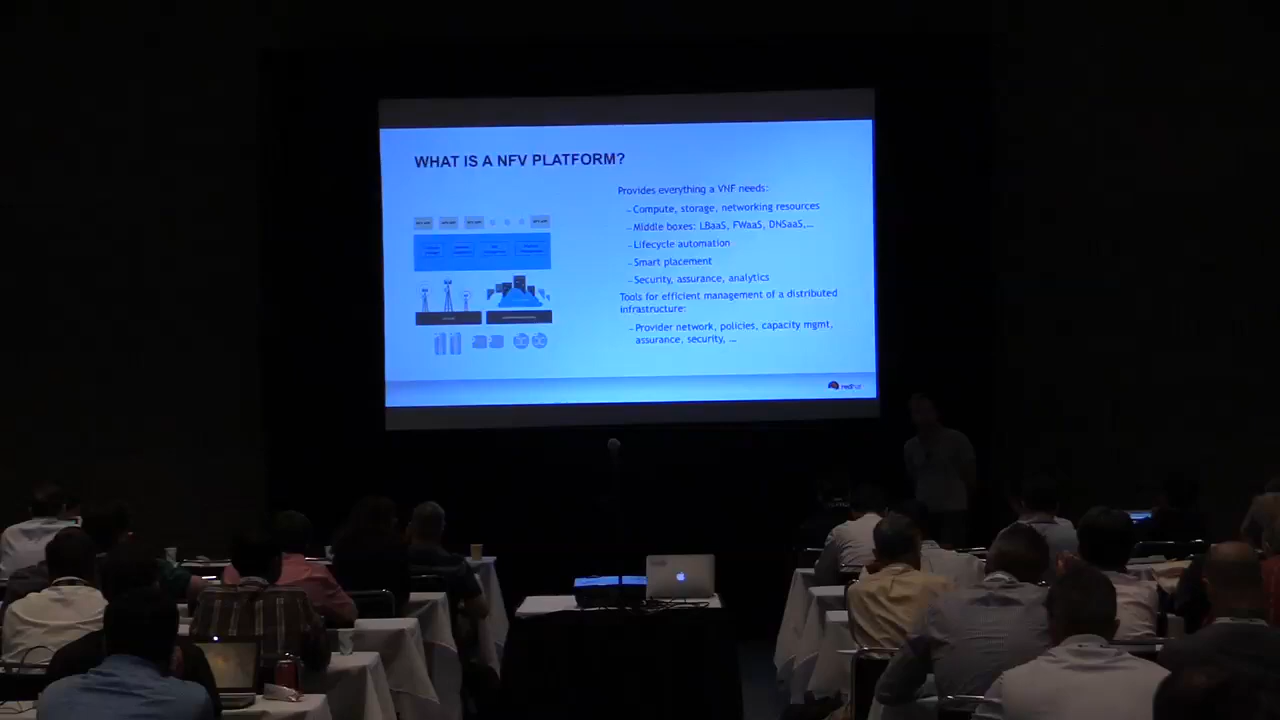 WHAT IS A NFV PLATFORM?
Provides everything a VNF needs:
–Compute, storage, networking resources
–Middle boxes: LBaaS, FWaaS, DNSaaS,...
–Lifecycle automation
–Smart placement
–Security, assurance, analytics
Tools for efficient management of a distributed
infrastructure:
–Provider network, policies, capacity mgmt,
assurance, security, ...
redhat